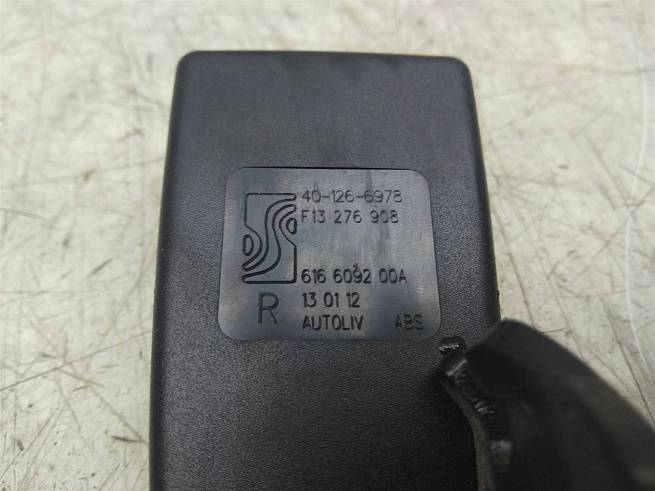 40-126-6978
F13 276 908
616 6092 00A
R 13 01 12
AUTOLIV ABS